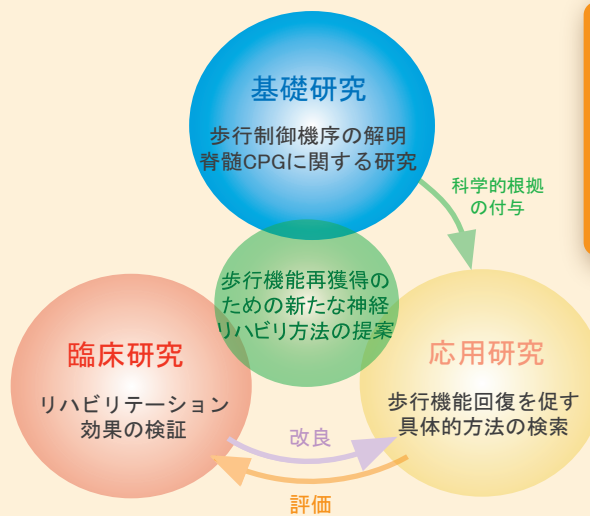 基礎研究
歩行制御機序の解明
脊髄CPGに関する研究
科学的根拠
の付与
歩行機能再獲得の
ための新たな神経
リハビリ方法の提案
臨床研究
リハビリテーション
効果の検証
応用研究
歩行機能回復を促す
具体的方法の検索
改良
評価